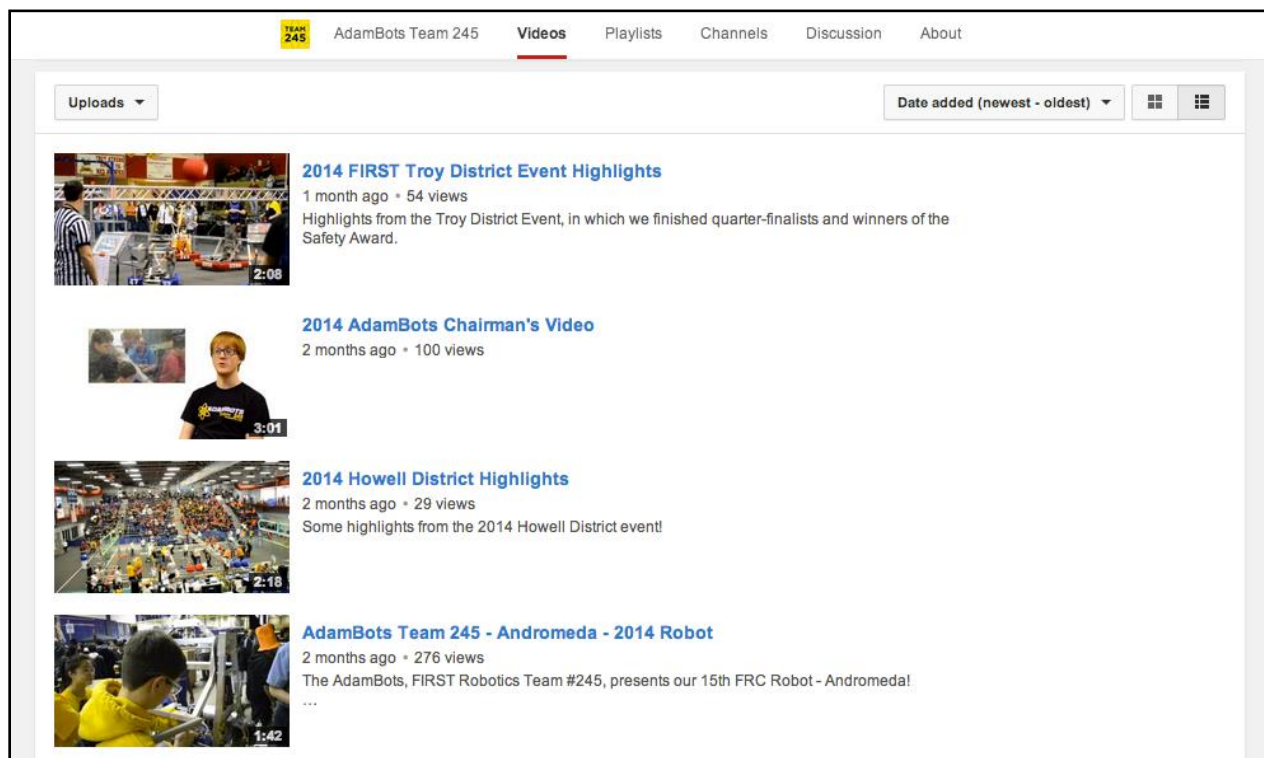 TEAM
245
AdamBots Team 245 Videos Playlists Channels Discussion About
Uploads Date added (newest - oldest)
2014 FIRST Troy District Event Highlights
1 month ago • 54 views
Highlights from the Troy District Event, in which we finished quarter-finalists and winners of the
Safety Award.
2:08
2014 AdamBots Chairman's Video
2 months ago • 100 views
ADAMBOTS
3:01
2014 Howell District Highlights
2 months ago • 29 views
Some highlights from the 2014 Howell District event!
2:18
AdamBots Team 245 - Andromeda - 2014 Robot
2 months ago • 276 views
The AdamBots, FIRST Robotics Team #245, presents our 15th FRC Robot - Andromeda!
...
1:42